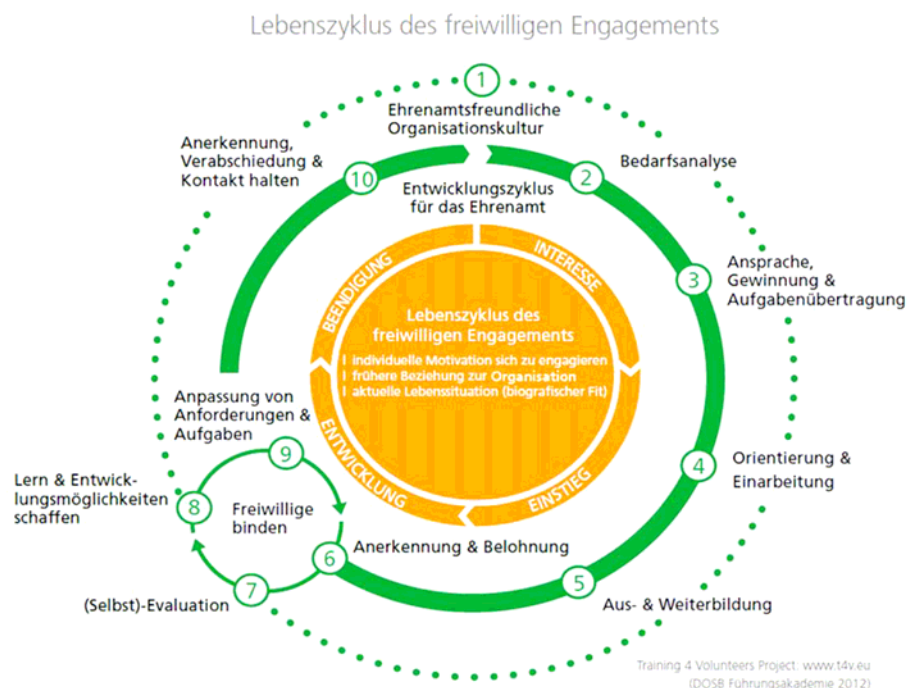 Lebenszyklus des freiwilligen Engagements
1
Ehrenamtsfreundliche
Organisationskultur
Anerkennung,
Verabschiedung &
Kontakt halten
10
2
Bedarfsanalyse
Entwicklungszyklus
für das Ehrenamt
BEENDIGUNG
INTERESSE
3
Ansprache,
Gewinnung &
Aufgabenübertragung
Lebenszyklus des
freiwilligen Engagements
| individuelle Motivation sich zu engagieren
| frühere Beziehung zur Organisation
| aktuelle Lebenssituation (biografischer Fit)
Anpassung von
Anforderungen &
Aufgaben
9
ENTWICKLUNG
EINSTIEG
4
Orientierung &
Einarbeitung
Lern & Entwick-
lungsmöglichkeiten
schaffen
8
Freiwillige
binden
6
Anerkennung & Belohnung
7
(Selbst)-Evaluation
5
Aus- & Weiterbildung
Training 4 Volunteers Project: www.t4v.eu
(DOSB Führungsakademie 2012)